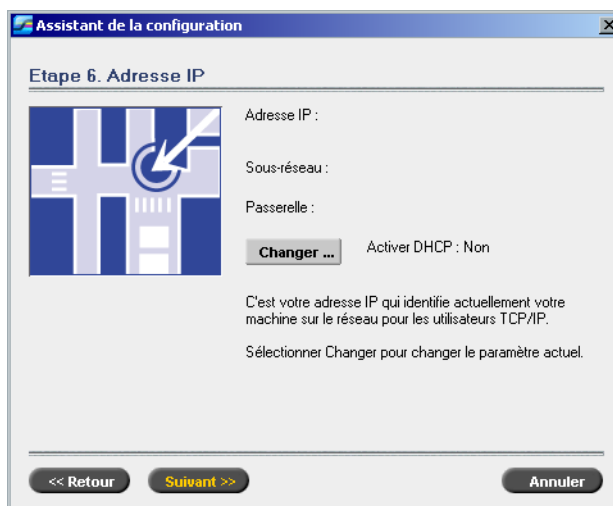 Assistant de la configuration
Etape 6. Adresse IP
Adresse IP :
Sous-réseau :
Passerelle :
Changer ...
Activer DHCP : Non
C'est votre adresse IP qui identifie actuellement votre
machine sur le réseau pour les utilisateurs TCP/IP.
Sélectionner Changer pour changer le paramètre actuel.
<< Retour
Suivant >>
Annuler